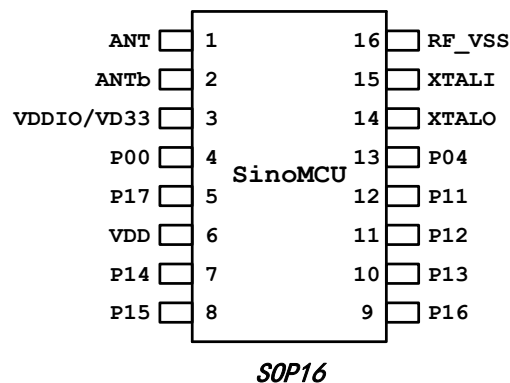 ANT 1 16 RF_VSS
ANTb 2 15 XTALI
VDDIO/VD33 3 14 XTALO
P00 4 13 P04
SinoMCU
P17 5 12 P11
VDD 6 11 P12
P14 7 10 P13
P15 8 9 P16
SOP16